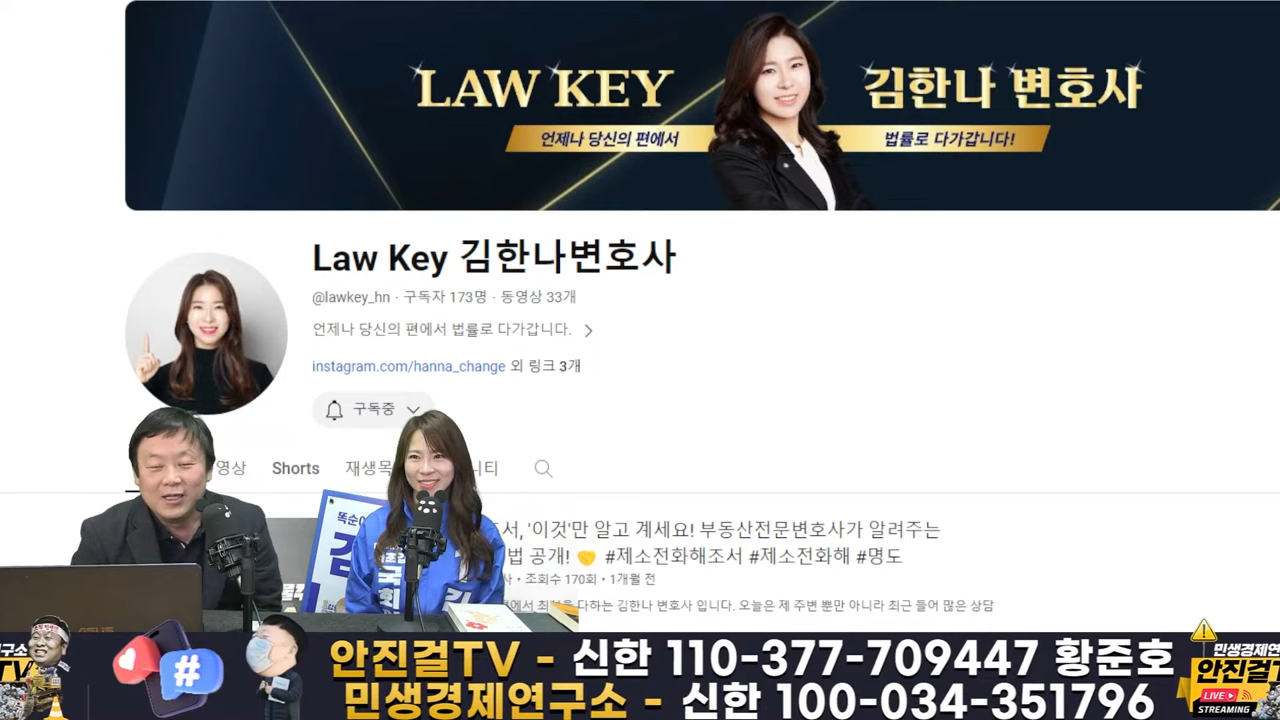 LAW KEY
김한나 변호사
언제나 당신의 편에서
법률로 다가갑니다!
Law Key 김한나변호사
@lawkey_hn · 구독자 173명 · 동영상 33개
언제나 당신의 편에서 법률로 다가갑니다.
instagram.com/hanna_change 외 링크 3개
구독중
영상 Shorts 재생목 니티
서, '이것'만 알고 계세요! 부동산전문변호사가 알려주는
법 공개! 🤝 #제소전화해조서 #제소전화해 #명도
사 • 조회수 170회 • 1개월 전
에서 최 을 다하는 김한나 변호사 입니다. 오늘은 제 주변 뿐만 아니라 최근 들어 많은 상담
똑순이
국회
구소
TV
#
안진걸TV - 신한 110-377-709447 황준호
민생경제연구소 - 신한 100-034-351796
민생경제연
안진걸T
LIVE
STREAMING